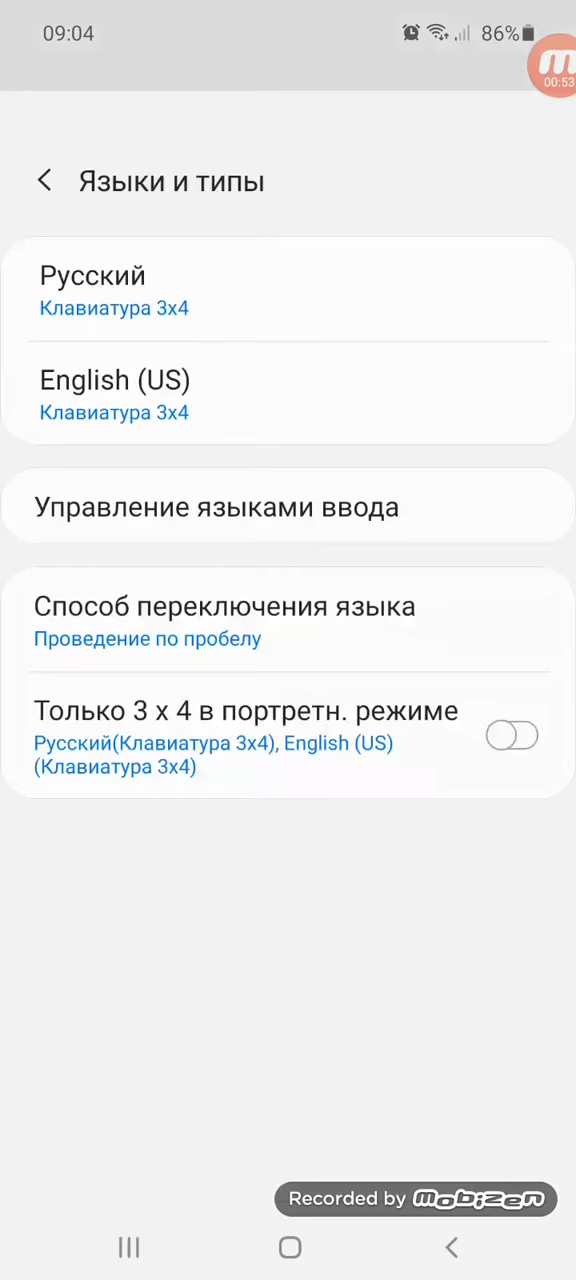 09:04
86%
00:53
Языки и типы
Русский
Клавиатура 3x4
English (US)
Клавиатура 3x4
Управление языками ввода
Способ переключения языка
Проведение по пробелу
Только 3 x 4 в портретн. режиме
Русский(Клавиатура 3x4), English (US)
(Клавиатура 3x4)
Recorded by mobizen